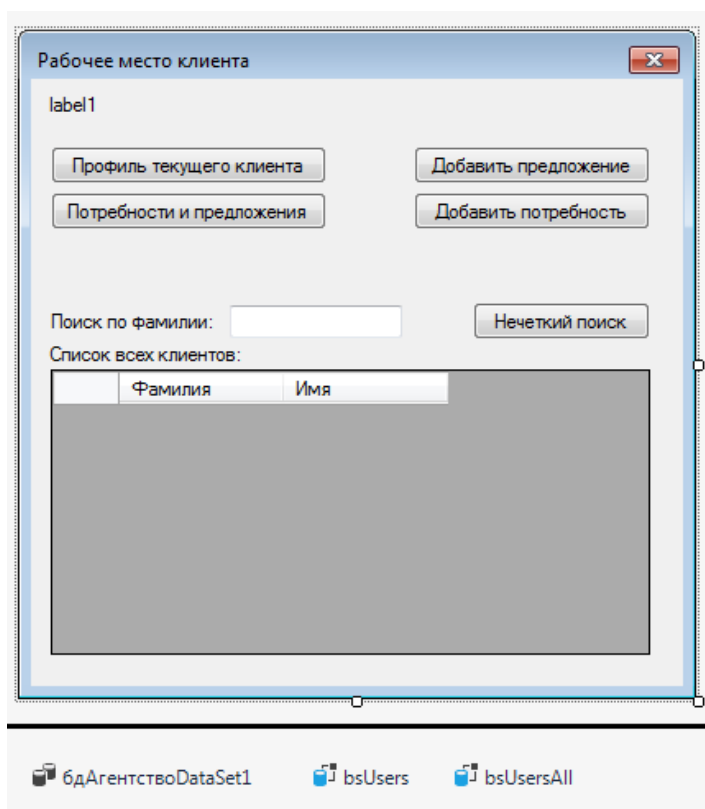 Рабочее место клиента
label1
Профиль текущего клиента Добавить предложение
Потребности и предложения Добавить потребность
Поиск по фамилии: Нечеткий поиск
Список всех клиентов:
Фамилия Имя
бдАгентствоDataSet1 bsUsers bsUsersAll